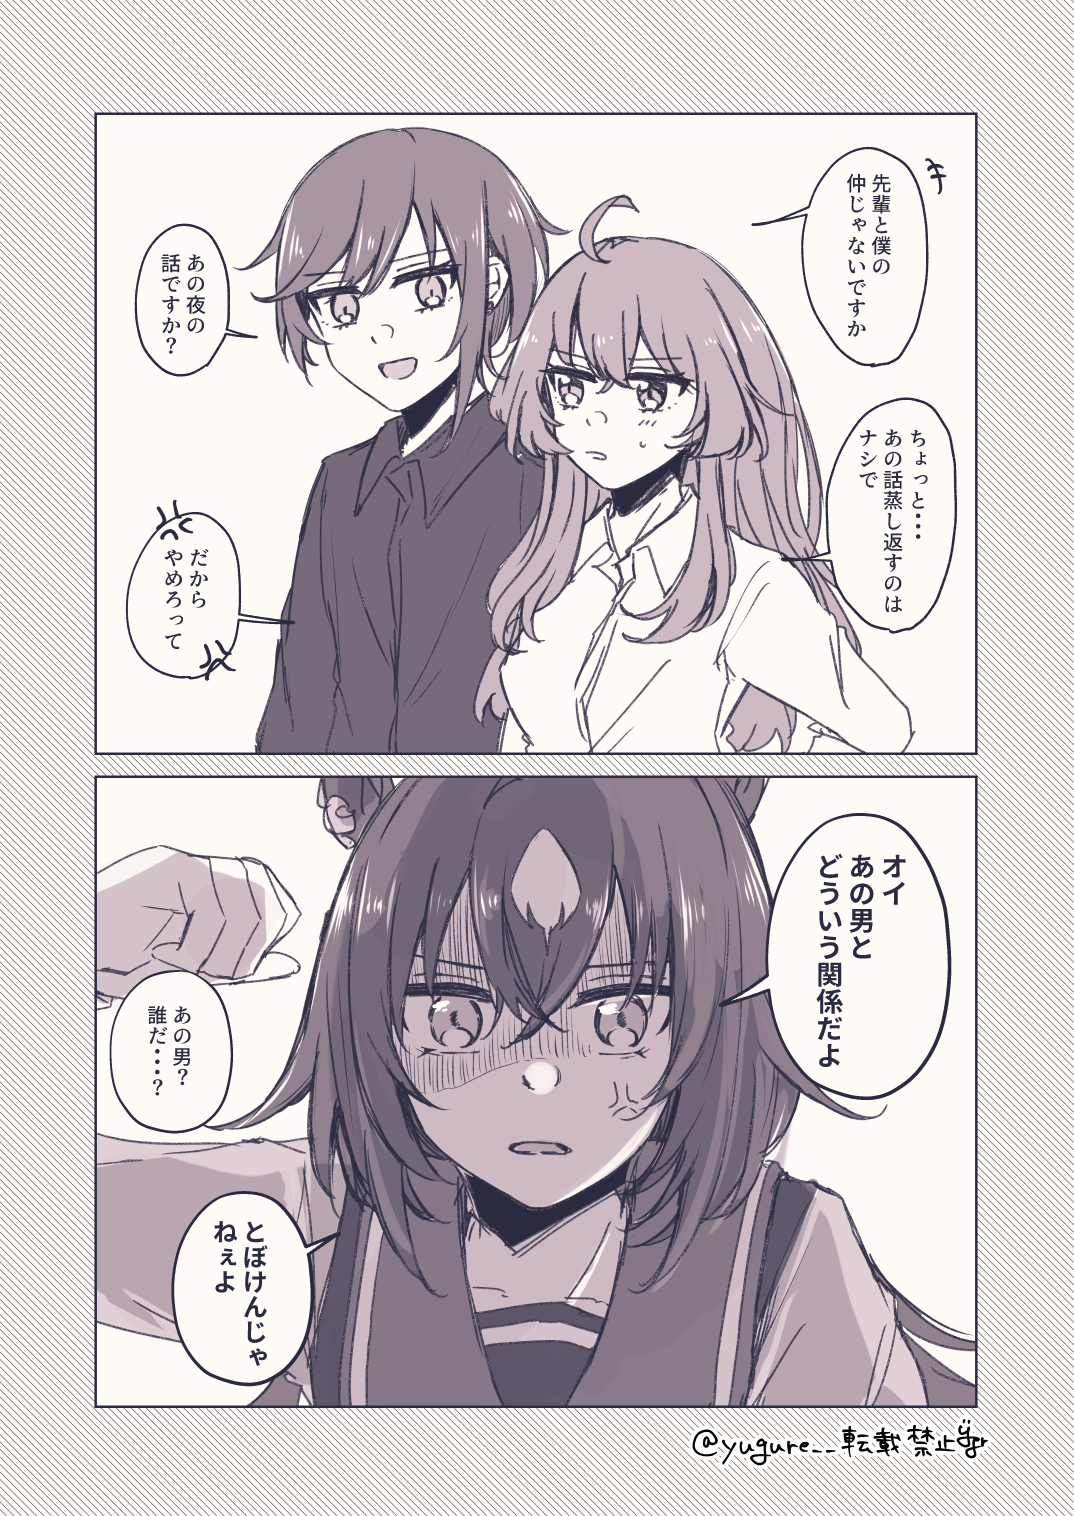 先輩と僕の
仲じゃないですか
ちょっと・・・
あの話蒸し返すのは
ナシで
あの夜の
話ですか？
だから
やめろって
オイ
あの男と
どういう関係だよ
あの男？
誰だ・・・？
とぼけんじゃ
ねぇよ
@yugure__転載禁止